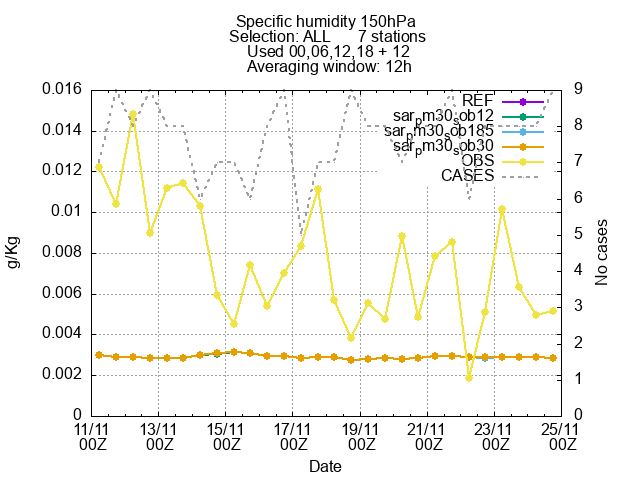 Specific humidity 150hPa
Selection: ALL 7 stations
Used 00,06,12,18 + 12
Averaging window: 12h
0.016
0.014
0.012
0.01
0.008
0.006
0.004
0.002
0
g/Kg
9
8
7
6
5
4
3
2
1
0
No cases
REF
sar_pm30_sob12
sar_pm30_sob185
sar_pm30_sob30
OBS
CASES
11/11 13/11 15/11 17/11 19/11 21/11 23/11 25/11
00Z 00Z 00Z 00Z 00Z 00Z 00Z 00Z
Date